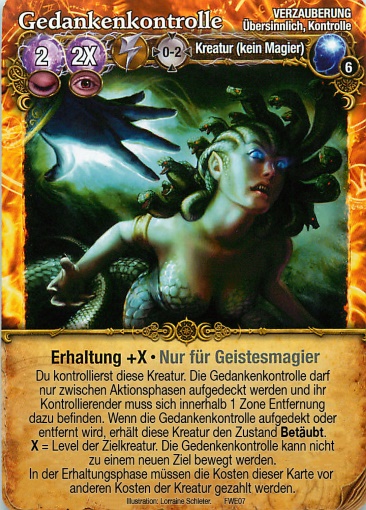 Gedankenkontrolle
VERZAUBERUNG
Übersinnlich, Kontrolle
2 2X 0-2 Kreatur (kein Magier) 6
Erhaltung +X • Nur für Geistesmagier
Du kontrollierst diese Kreatur. Die Gedankenkontrolle darf
nur zwischen Aktionsphasen aufgedeckt werden und ihr
Kontrollierender muss sich innerhalb 1 Zone Entfernung
dazu befinden. Wenn die Gedankenkontrolle aufgedeckt oder
entfernt wird, erhält diese Kreatur den Zustand Betäubt.
X = Level der Zielkreatur. Die Gedenkenkontrolle kann nicht
zu einem neuen Ziel bewegt werden.
In der Erhaltungsphase müssen die Kosten dieser Karte vor
anderen Kosten der Kreatur gezahlt werden.
Illustration: Lorraine Schleter. FWE07